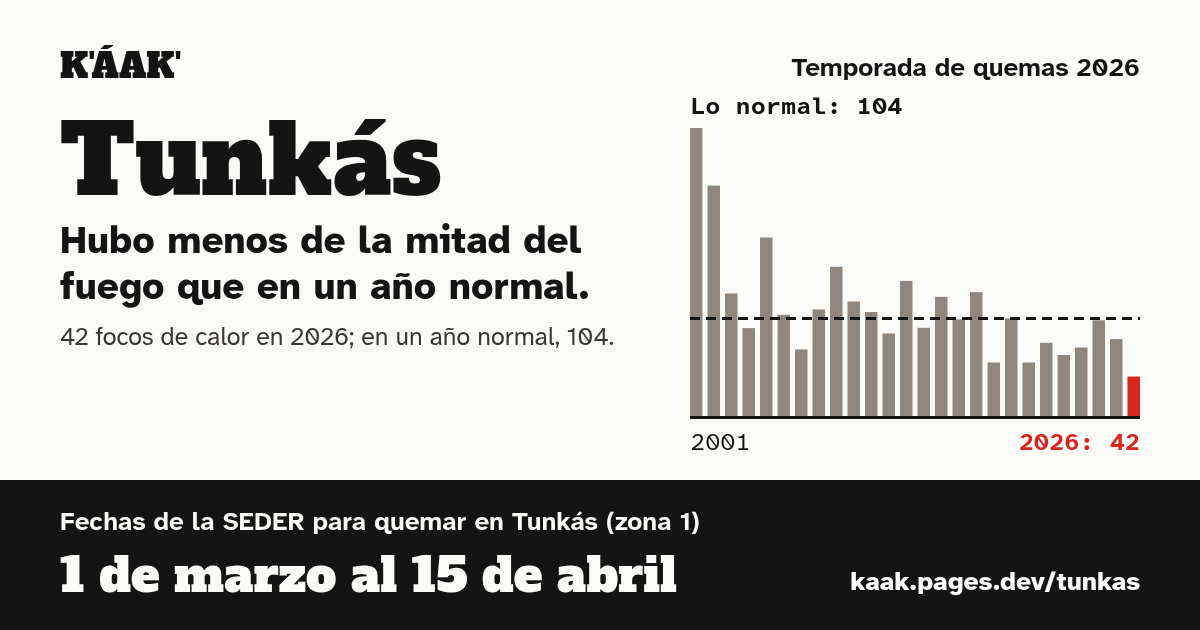 K'ÁAK'
Tunkás
Hubo menos de la mitad del
fuego que en un año normal.
42 focos de calor en 2026; en un año normal, 104.
Temporada de quemas 2026
Lo normal: 104
2001
2026: 42
Fechas de la SEDER para quemar en Tunkás (zona 1)
1 de marzo al 15 de abril
kaak.pages.dev/tunkas